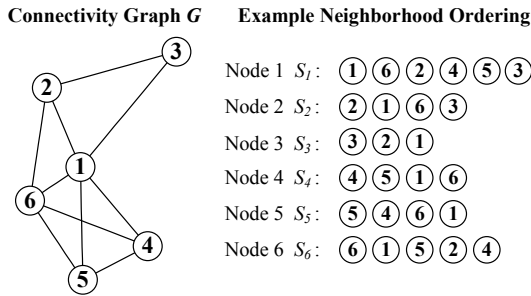 Connectivity Graph G
3
2
1
6
4
5
Example Neighborhood Ordering
Node 1 S1: 1 6 2 4 5 3
Node 2 S2: 2 1 6 3
Node 3 S3: 3 2 1
Node 4 S4: 4 5 1 6
Node 5 S5: 5 4 6 1
Node 6 S6: 6 1 5 2 4